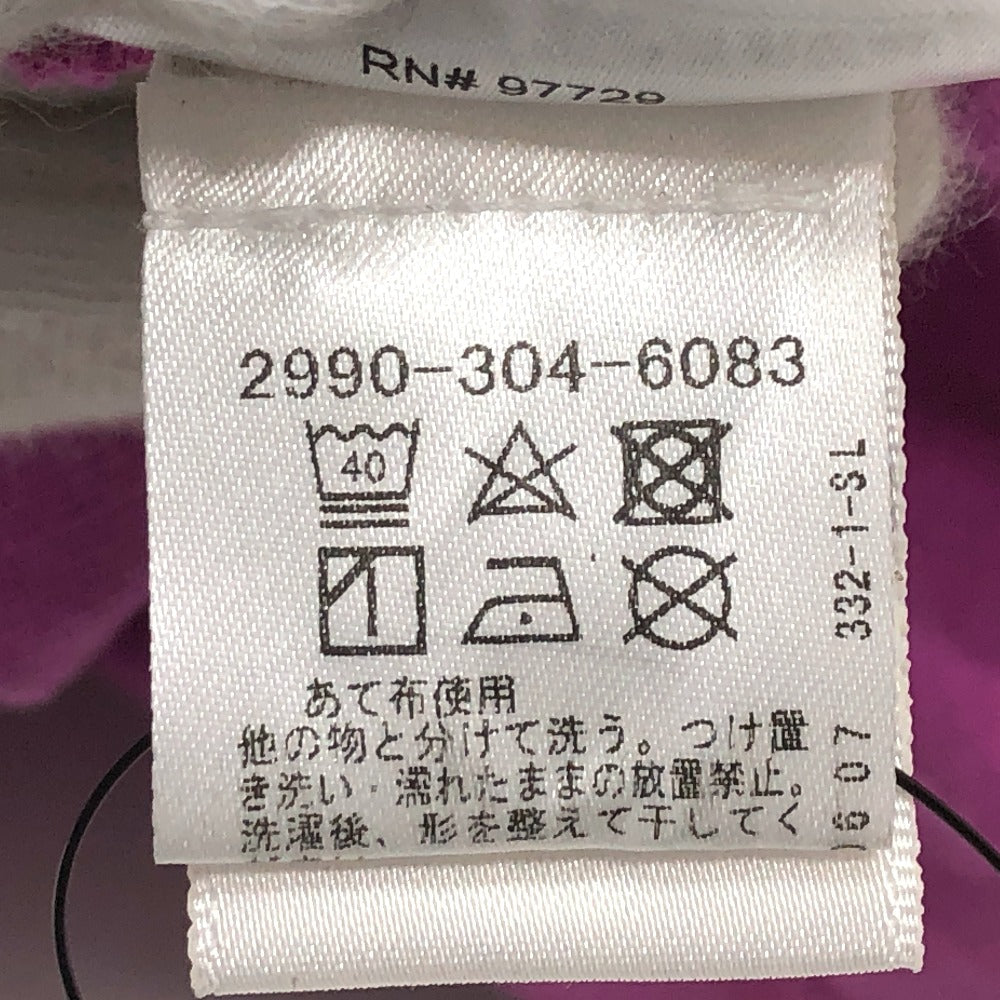 RN# 97729
2990-304-6083
40
あて布使用
他の物と分けて洗う。つけ置
き洗い・濡れたままの放置禁止。
洗濯後、形を整えて干してく
332-1-SL
07